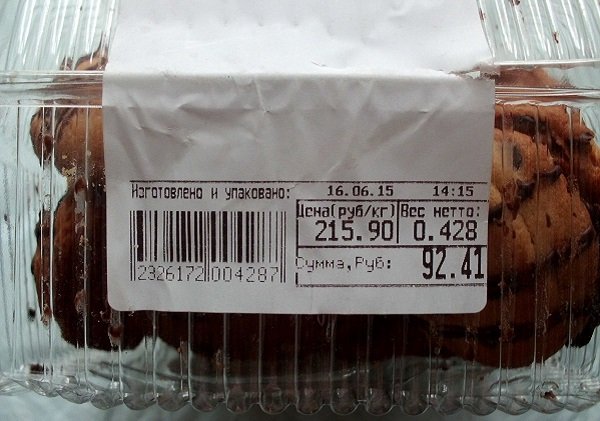 Изготовлено и упаковано: 16.06.15 14:15
Цена(руб/кг) Вес нетто:
215.90 0.428
Сумма,Руб: 92.41
2326172 004287